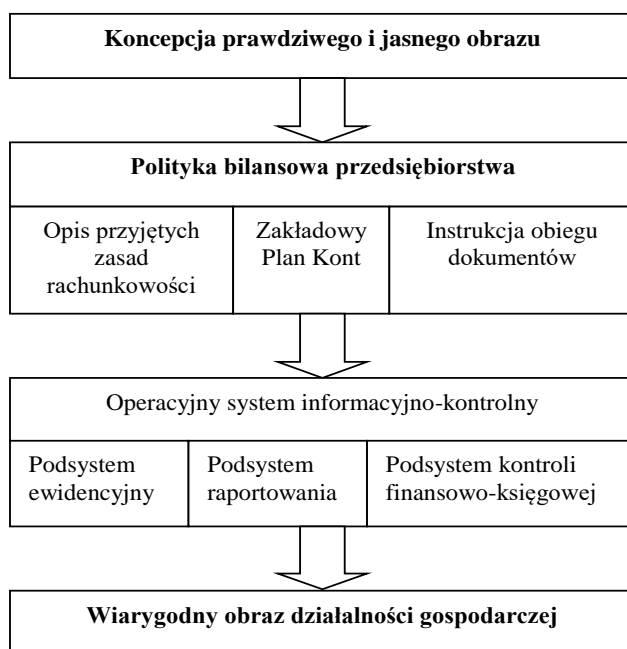 Koncepcja prawdziwego i jasnego obrazu
Polityka bilansowa przedsiębiorstwa
Opis przyjętych
zasad
rachunkowości
Zakładowy
Plan Kont
Instrukcja obiegu
dokumentów
Operacyjny system informacyjno-kontrolny
Podsystem
ewidencyjny
Podsystem
raportowania
Podsystem kontroli
finansowo-księgowej
Wiarygodny obraz działalności gospodarczej